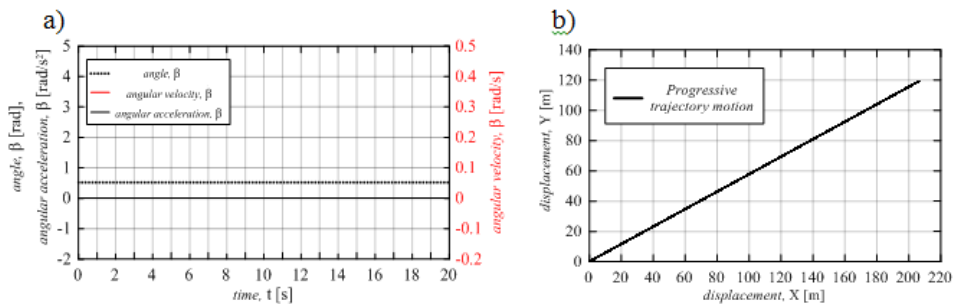 a)
5
4
3
2
1
0
-1
-2
angle, β [rad],
angular acceleration, β [rad/s²]
angle, β
angular velocity, β
angular acceleration, β
0.5
0.4
0.3
0.2
0.1
0
-0.1
-0.2
angular velocity, β [rad/s]
0 2 4 6 8 10 12 14 16 18 20
time, t [s]
b)
140
120
100
80
60
40
20
0
displacement, Y [m]
Progressive
trajectory motion
0 20 40 60 80 100 120 140 160 180 200 220
displacement, X [m]